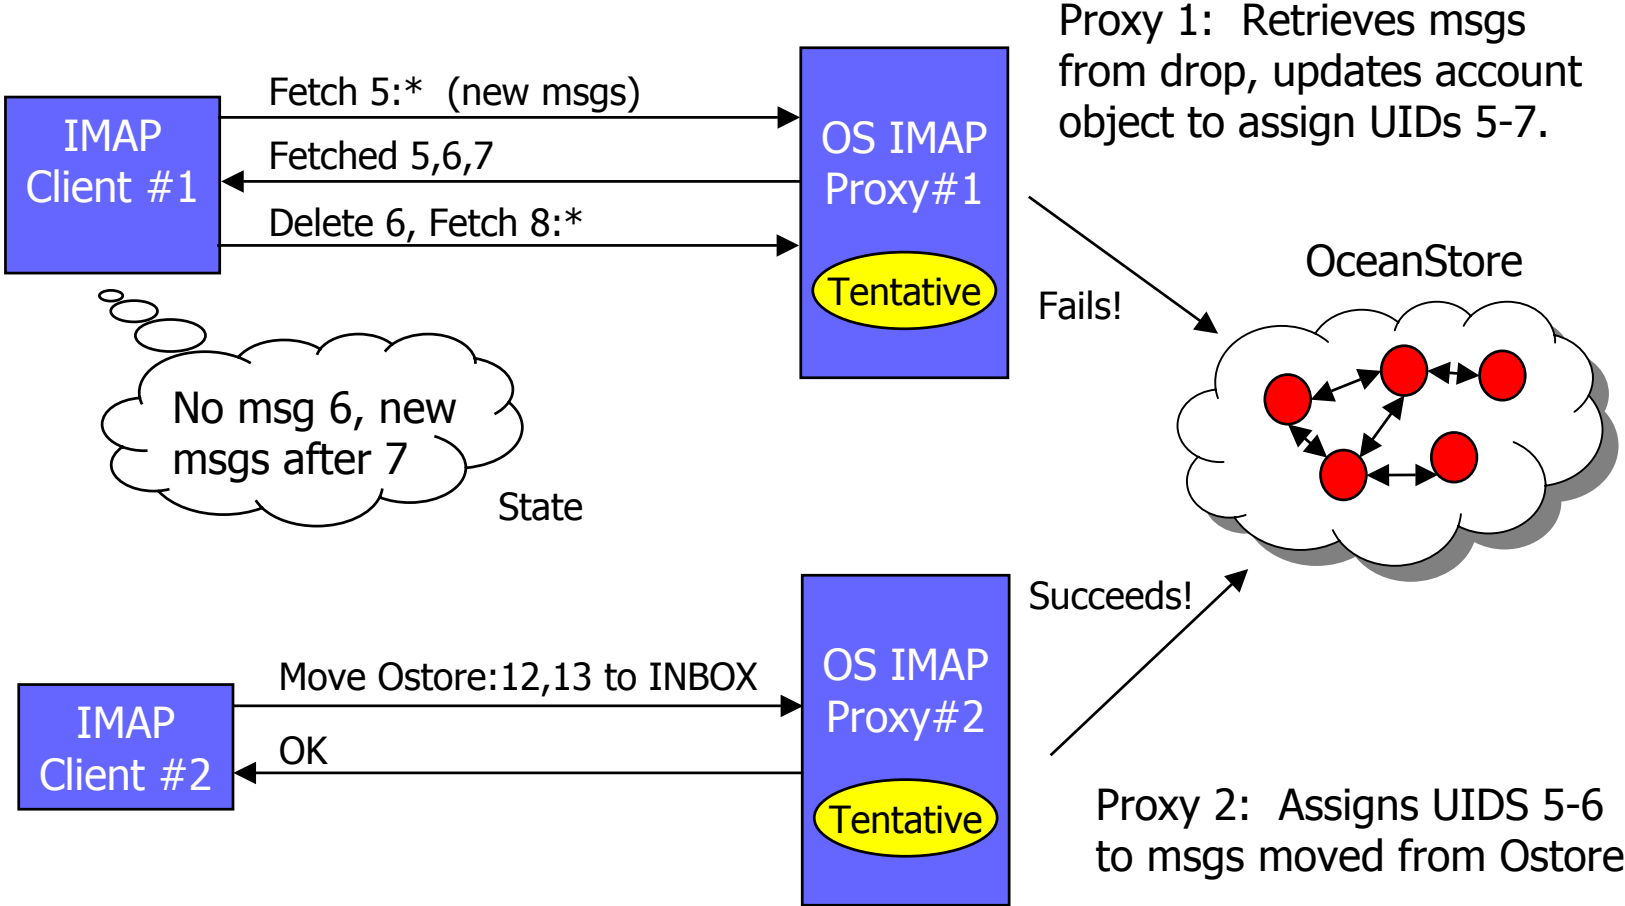 Proxy 1: Retrieves msgs
from drop, updates account
object to assign UIDs 5-7.
Fetch 5:* (new msgs)
IMAP
Client #1
Fetched 5,6,7
OS IMAP
Proxy#1
Delete 6, Fetch 8:*
Tentative
Fails!
OceanStore
No msg 6, new
msgs after 7
State
Succeeds!
Move Ostore:12,13 to INBOX
OS IMAP
Proxy#2
IMAP
Client #2
OK
Tentative
Proxy 2: Assigns UIDS 5-6
to msgs moved from Ostore